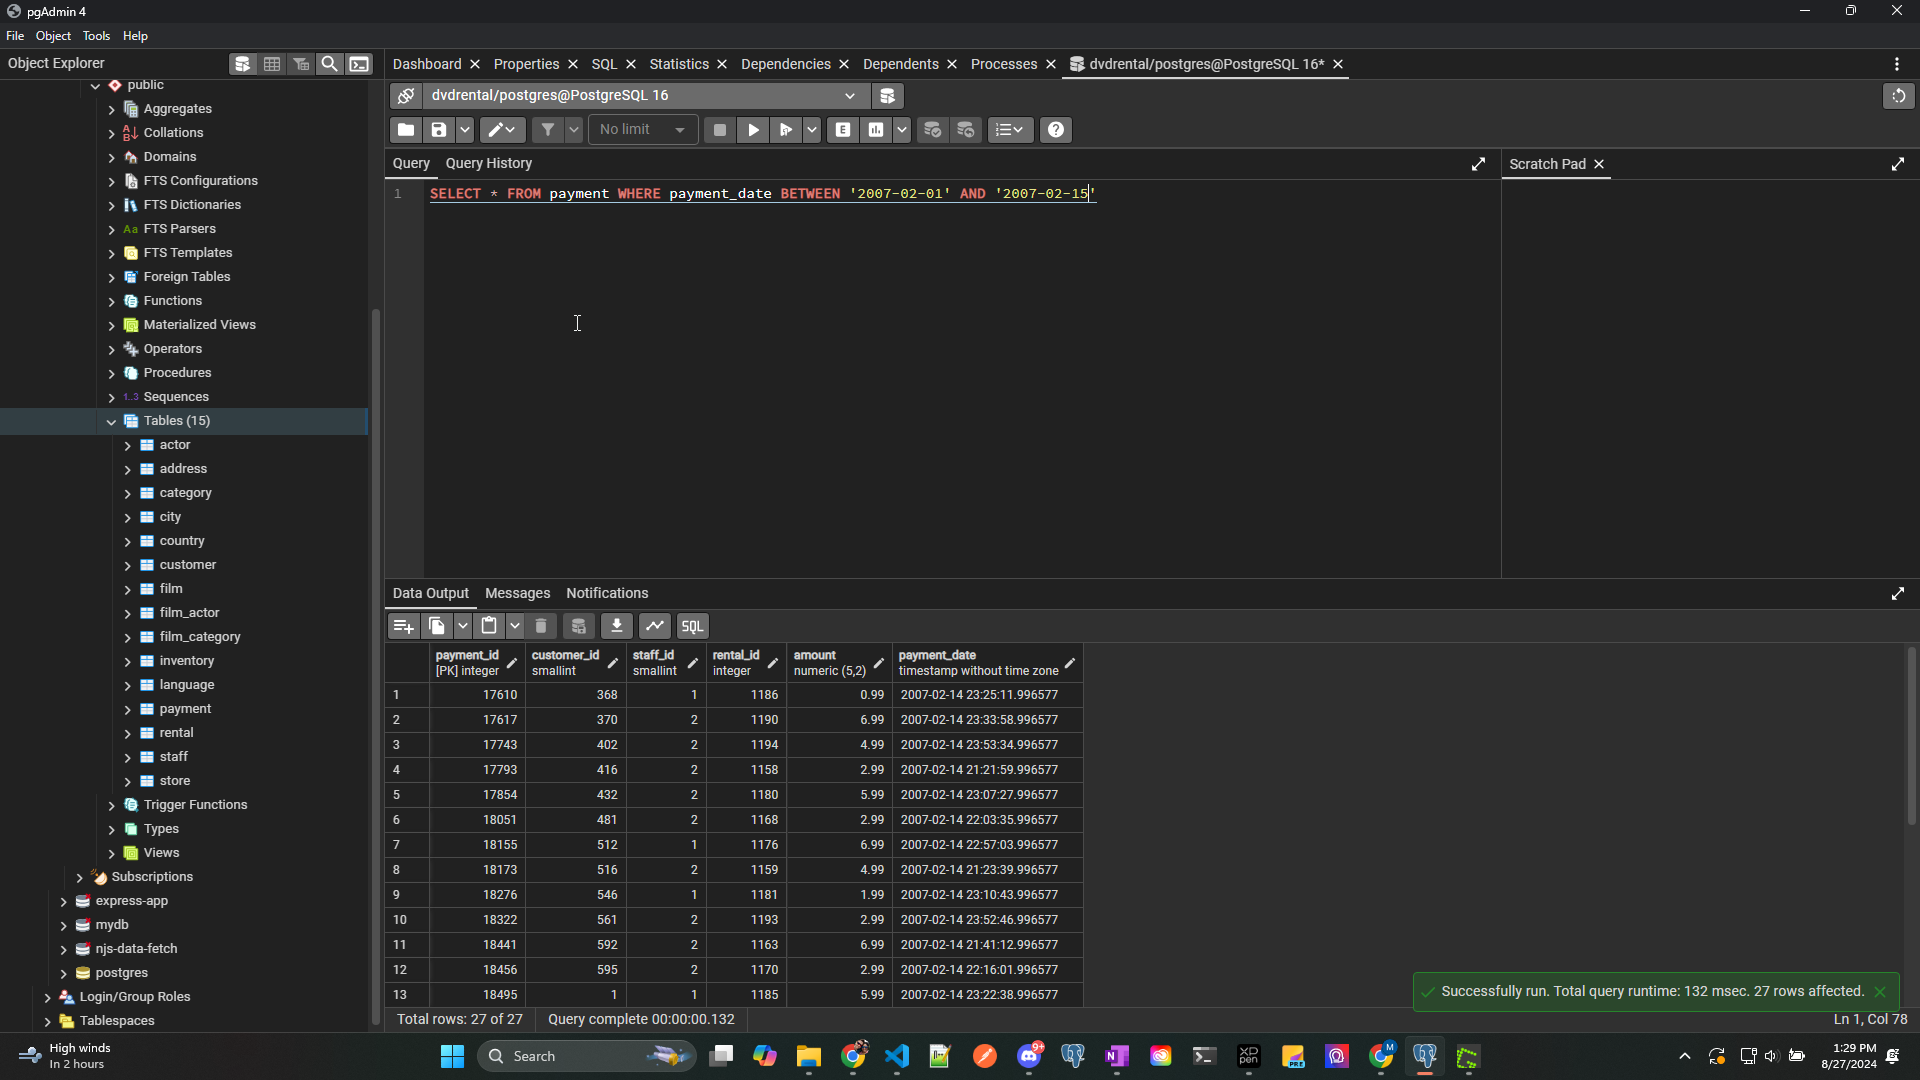 pgAdmin 4
File Object Tools Help
Object Explorer
Dashboard Properties SQL Statistics Dependencies Dependents Processes dvdrental/postgres@PostgreSQL 16*
public
Aggregates
Collations
Domains
FTS Configurations
FTS Dictionaries
Aa FTS Parsers
FTS Templates
Foreign Tables
Functions
Materialized Views
Operators
Procedures
1..3 Sequences
Tables (15)
actor
address
category
city
country
customer
film
film_actor
film_category
inventory
language
payment
rental
staff
store
Trigger Functions
Types
Views
Subscriptions
express-app
mydb
njs-data-fetch
postgres
Login/Group Roles
Tablespaces
dvdrental/postgres@PostgreSQL 16
No limit
E
Query Query History
Scratch Pad
1 SELECT * FROM payment WHERE payment_date BETWEEN '2007-02-01' AND '2007-02-15'
Data Output Messages Notifications
SQL
payment_id customer_id staff_id rental_id amount payment_date
[PK] integer smallint smallint integer numeric (5,2) timestamp without time zone
1 17610 368 1 1186 0.99 2007-02-14 23:25:11.996577
2 17617 370 2 1190 6.99 2007-02-14 23:33:58.996577
3 17743 402 2 1194 4.99 2007-02-14 23:53:34.996577
4 17793 416 2 1158 2.99 2007-02-14 21:21:59.996577
5 17854 432 2 1180 5.99 2007-02-14 23:07:27.996577
6 18051 481 2 1168 2.99 2007-02-14 22:03:35.996577
7 18155 512 1 1176 6.99 2007-02-14 22:57:03.996577
8 18173 516 2 1159 4.99 2007-02-14 21:23:39.996577
9 18276 546 1 1181 1.99 2007-02-14 23:10:43.996577
10 18322 561 2 1193 2.99 2007-02-14 23:52:46.996577
11 18441 592 2 1163 6.99 2007-02-14 21:41:12.996577
12 18456 595 2 1170 2.99 2007-02-14 22:16:01.996577
13 18495 1 1 1185 5.99 2007-02-14 23:22:38.996577
Successfully run. Total query runtime: 132 msec. 27 rows affected.
Total rows: 27 of 27 Query complete 00:00:00.132
Ln 1, Col 78
High winds
In 2 hours
Search
9+
M
1:29 PM
8/27/2024